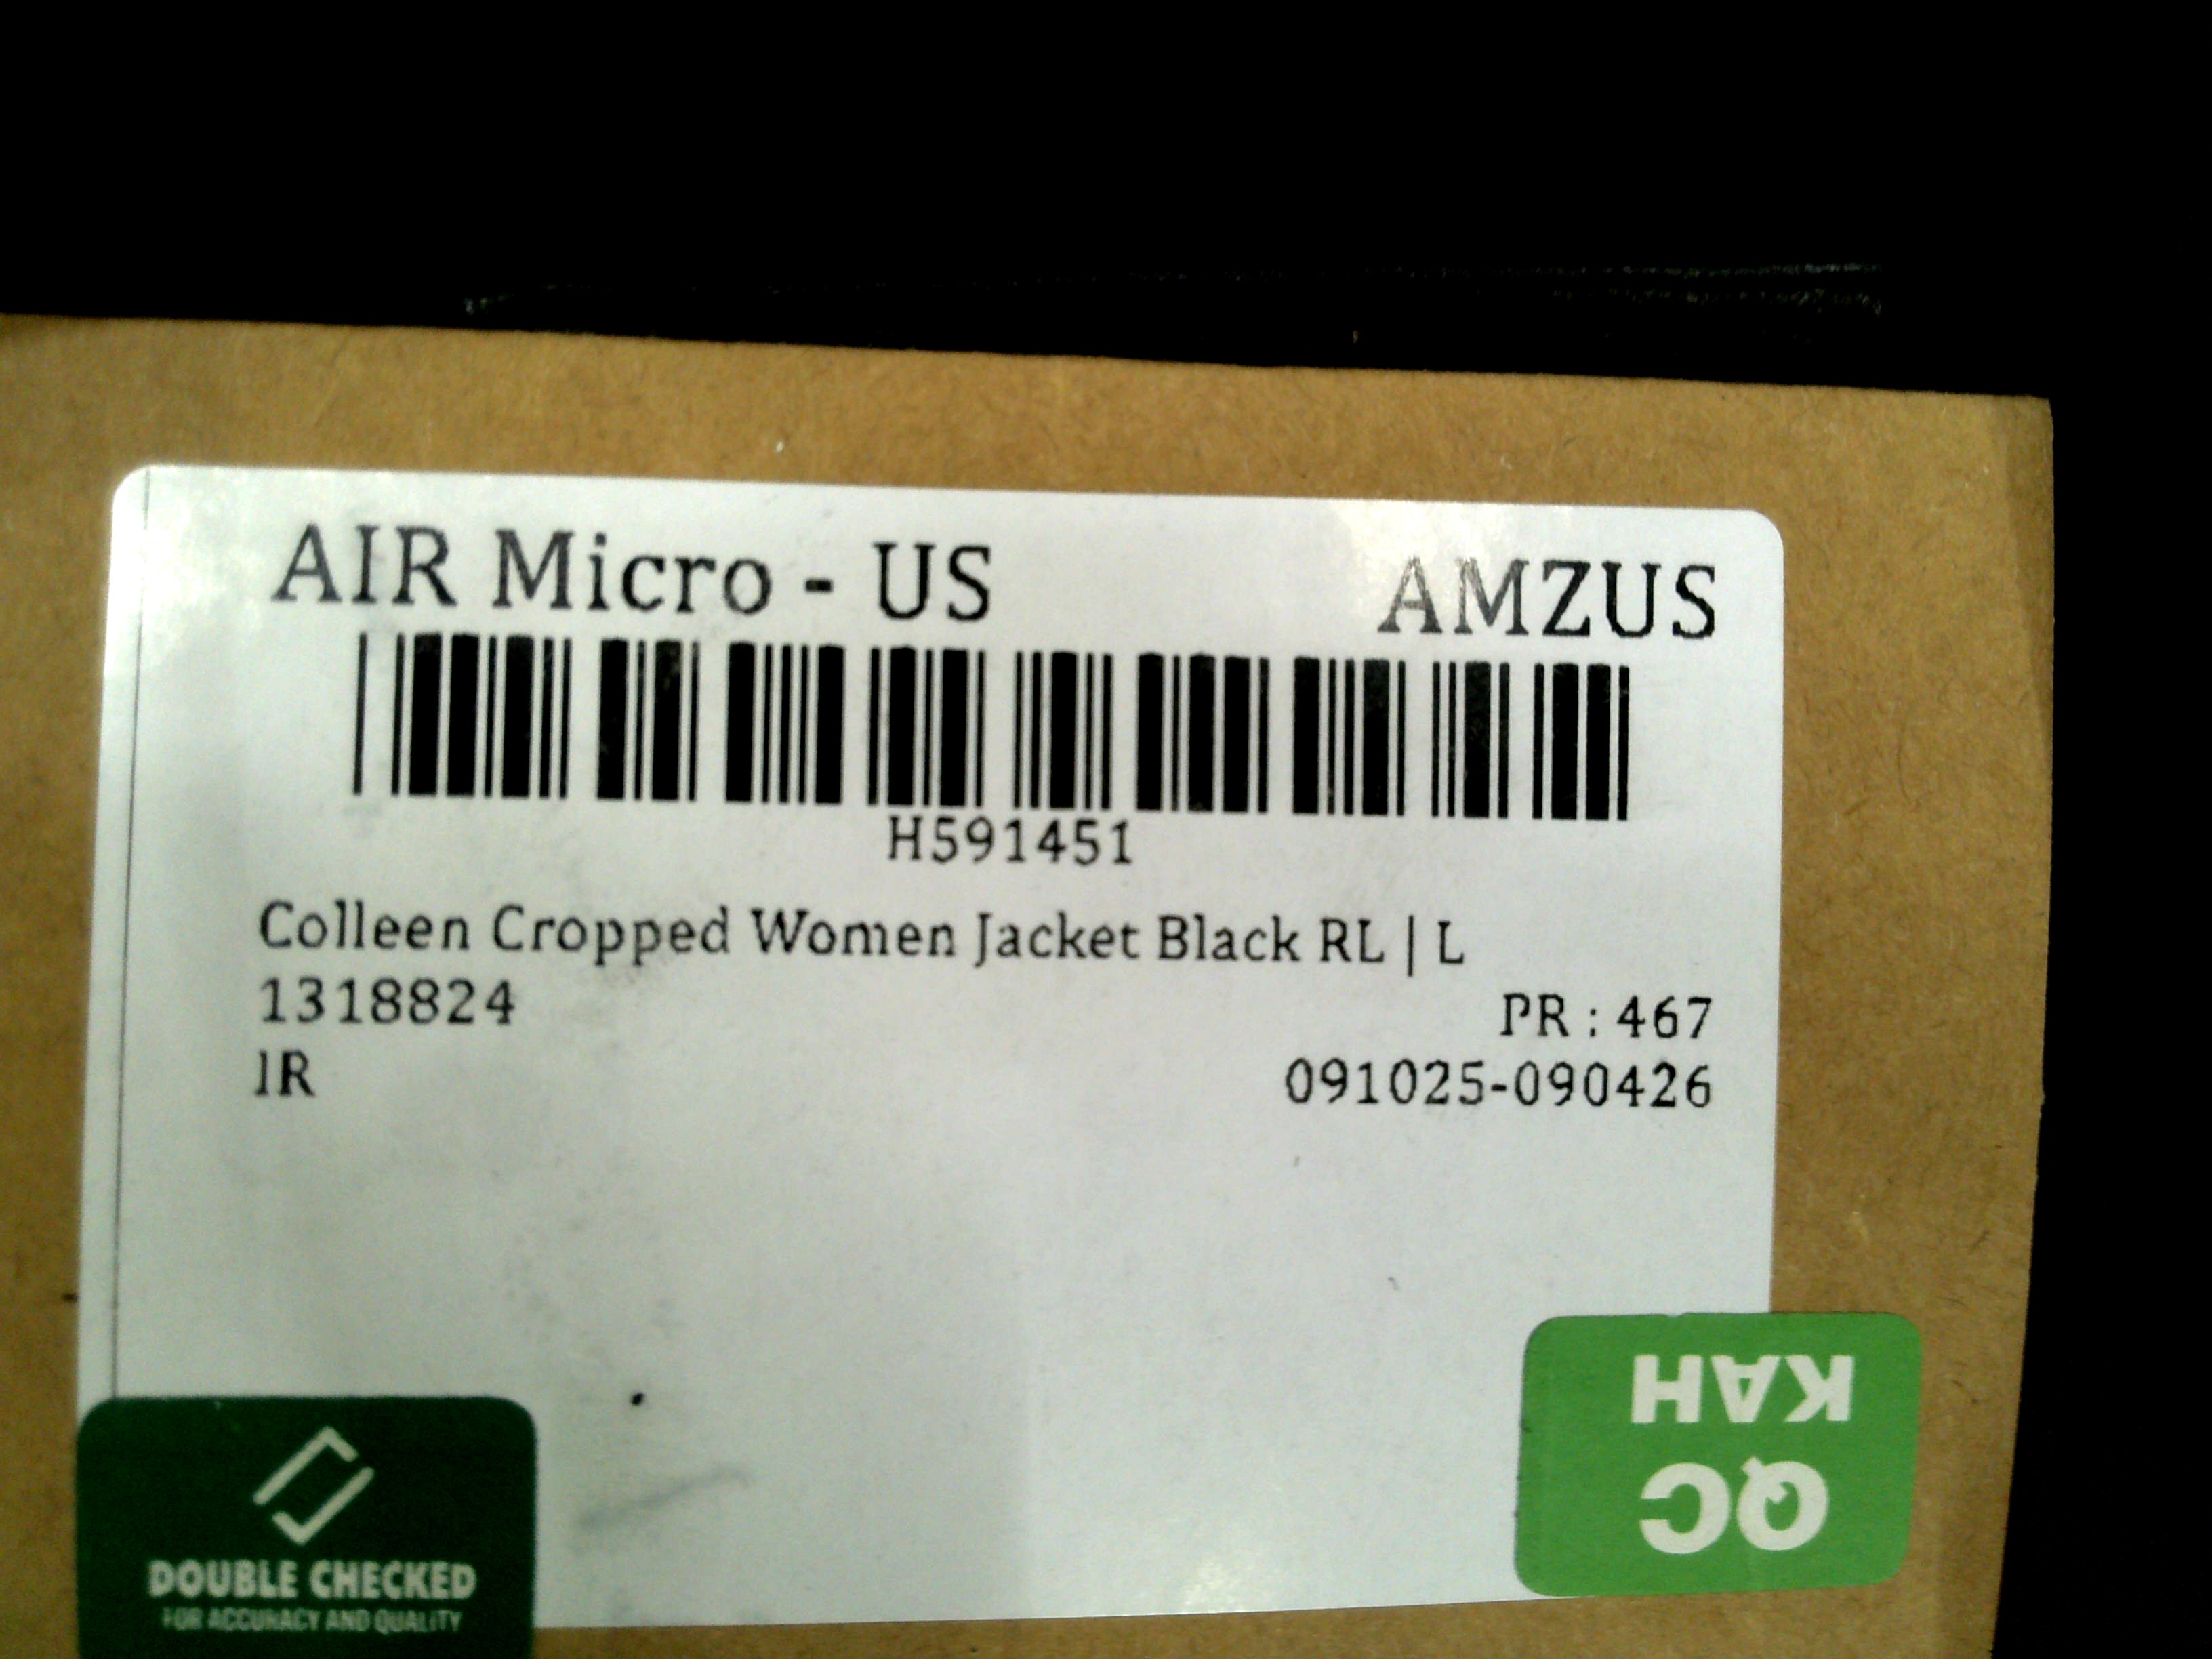 AIR Micro - US
AMZUS
H591451
Colleen Cropped Women Jacket Black RL | L
1318824
PR : 467
IR
091025-090426
QC
KAH
DOUBLE CHECKED
FOR ACCURACY AND QUALITY